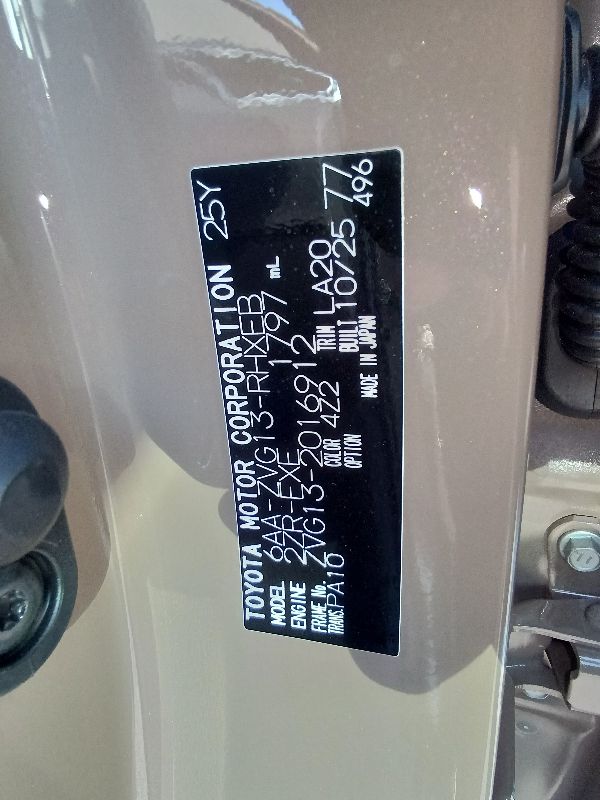 TOYOTA MOTOR CORPORATION 25Y
MODEL 6AA-ZVG13-RHXEB
ENGINE 2ZR-FXE 1797 mL
FRAME No. ZVG13-2016912
TRANS. PA10 COLOR 4Z2 TRIM LA20
OPTION BUILT 10/25 77
MADE IN JAPAN 496